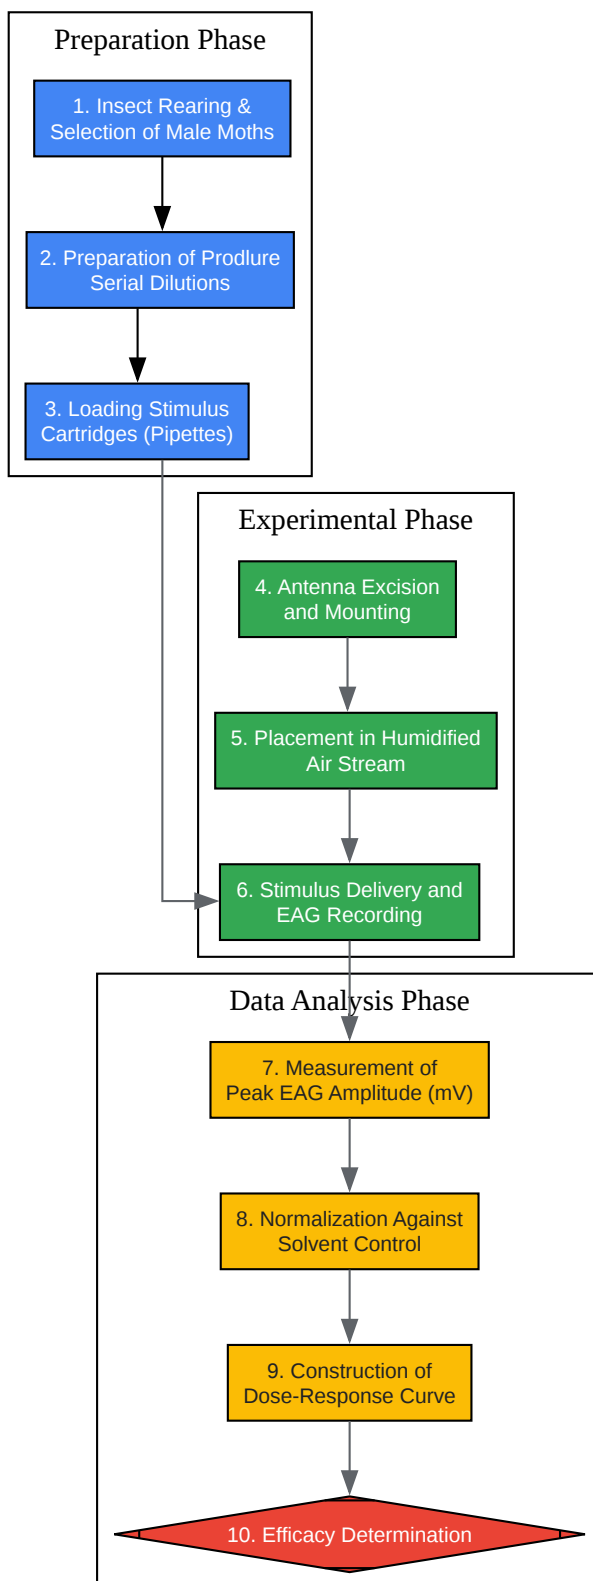 Preparation Phase
1. Insect Rearing &
Selection of Male Moths
2. Preparation of Prodlure
Serial Dilutions
3. Loading Stimulus
Cartridges (Pipettes)
Experimental Phase
4. Antenna Excision
and Mounting
5. Placement in Humidified
Air Stream
6. Stimulus Delivery and
EAG Recording
Data Analysis Phase
7. Measurement of
Peak EAG Amplitude (mV)
8. Normalization Against
Solvent Control
9. Construction of
Dose-Response Curve
10. Efficacy Determination